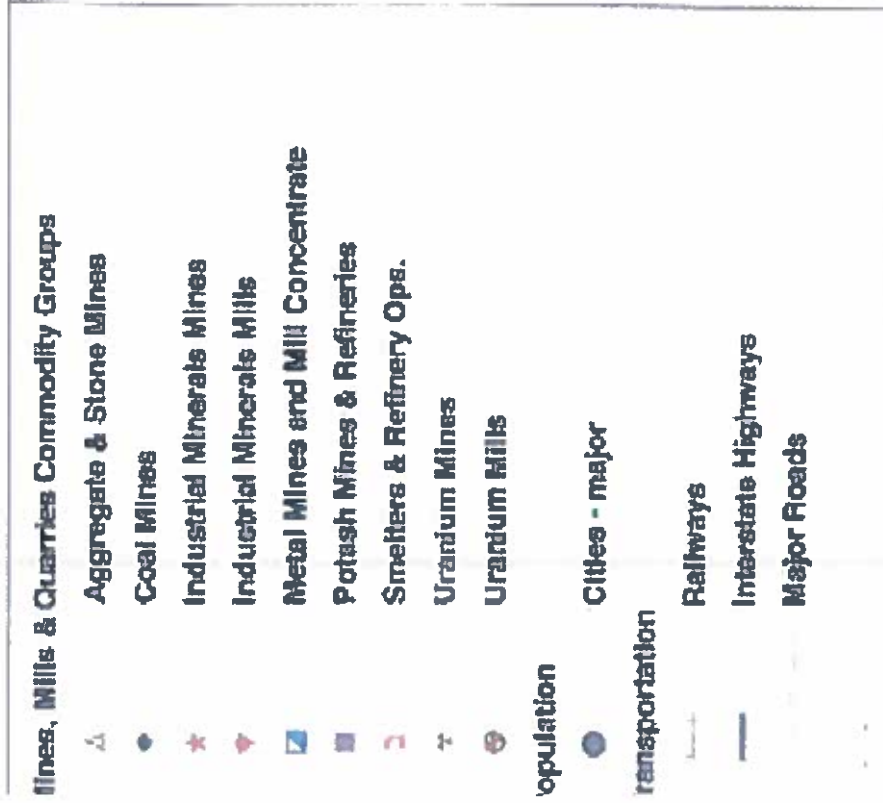 lines, Mills & Quarries Commodity Groups
Aggregate & Stone Mines
Coal Mines
Industrial Minerals Mines
Industrial Minerals Mills
Metal Mines and Mill Concentrate
Potash Mines & Refineries
Smelters & Refinery Ops.
Uranium Mines
Uranium Mills
opulation
Cities - major
ransportation
Railways
Interstate Highways
Major Roads